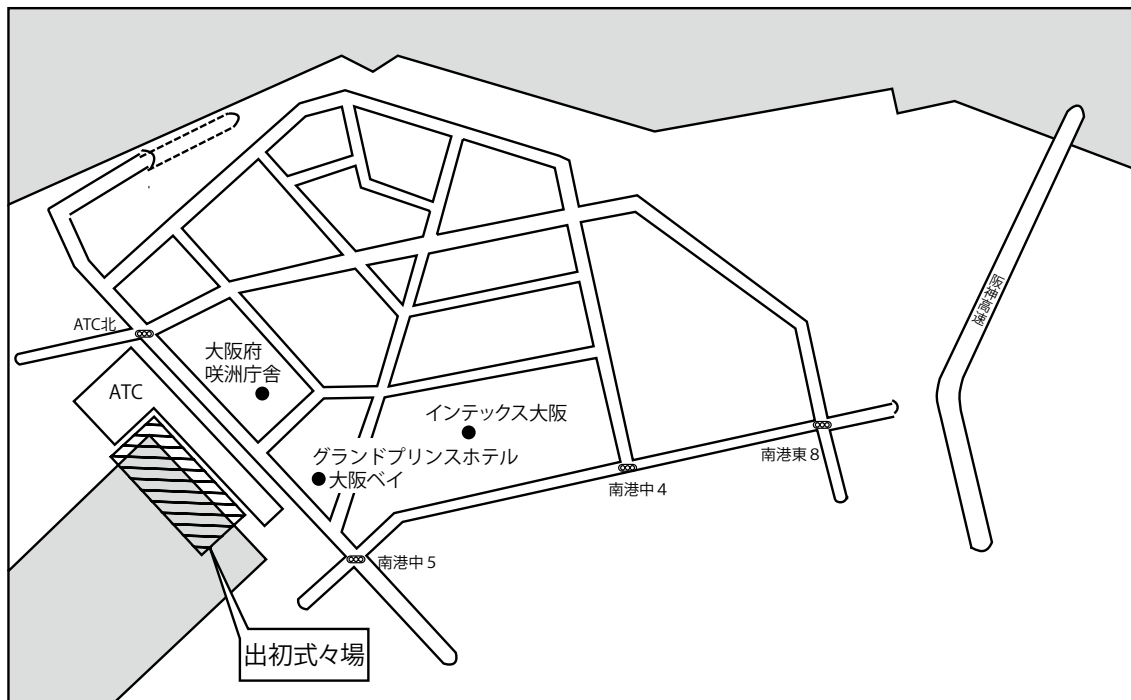 阪神高速
ATC北
大阪府
咲洲庁舎
ATC
インテックス大阪
グランドプリンスホテル
大阪ベイ
南港東8
南港中4
南港中5
出初式々場